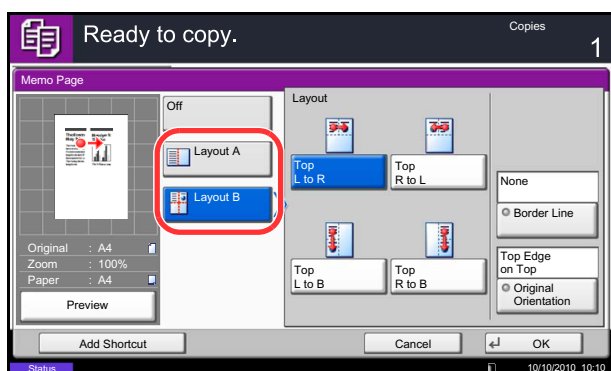 Ready to copy.
Copies
1
Memo Page
Off
Layout A
Layout B
Layout
Top
L to R
Top
R to L
Top
L to B
Top
R to B
None
Border Line
Top Edge
on Top
Original
Orientation
Original : A4
Zoom : 100%
Paper : A4
Preview
Add Shortcut
Cancel
OK
Status
10/10/2010 10:10